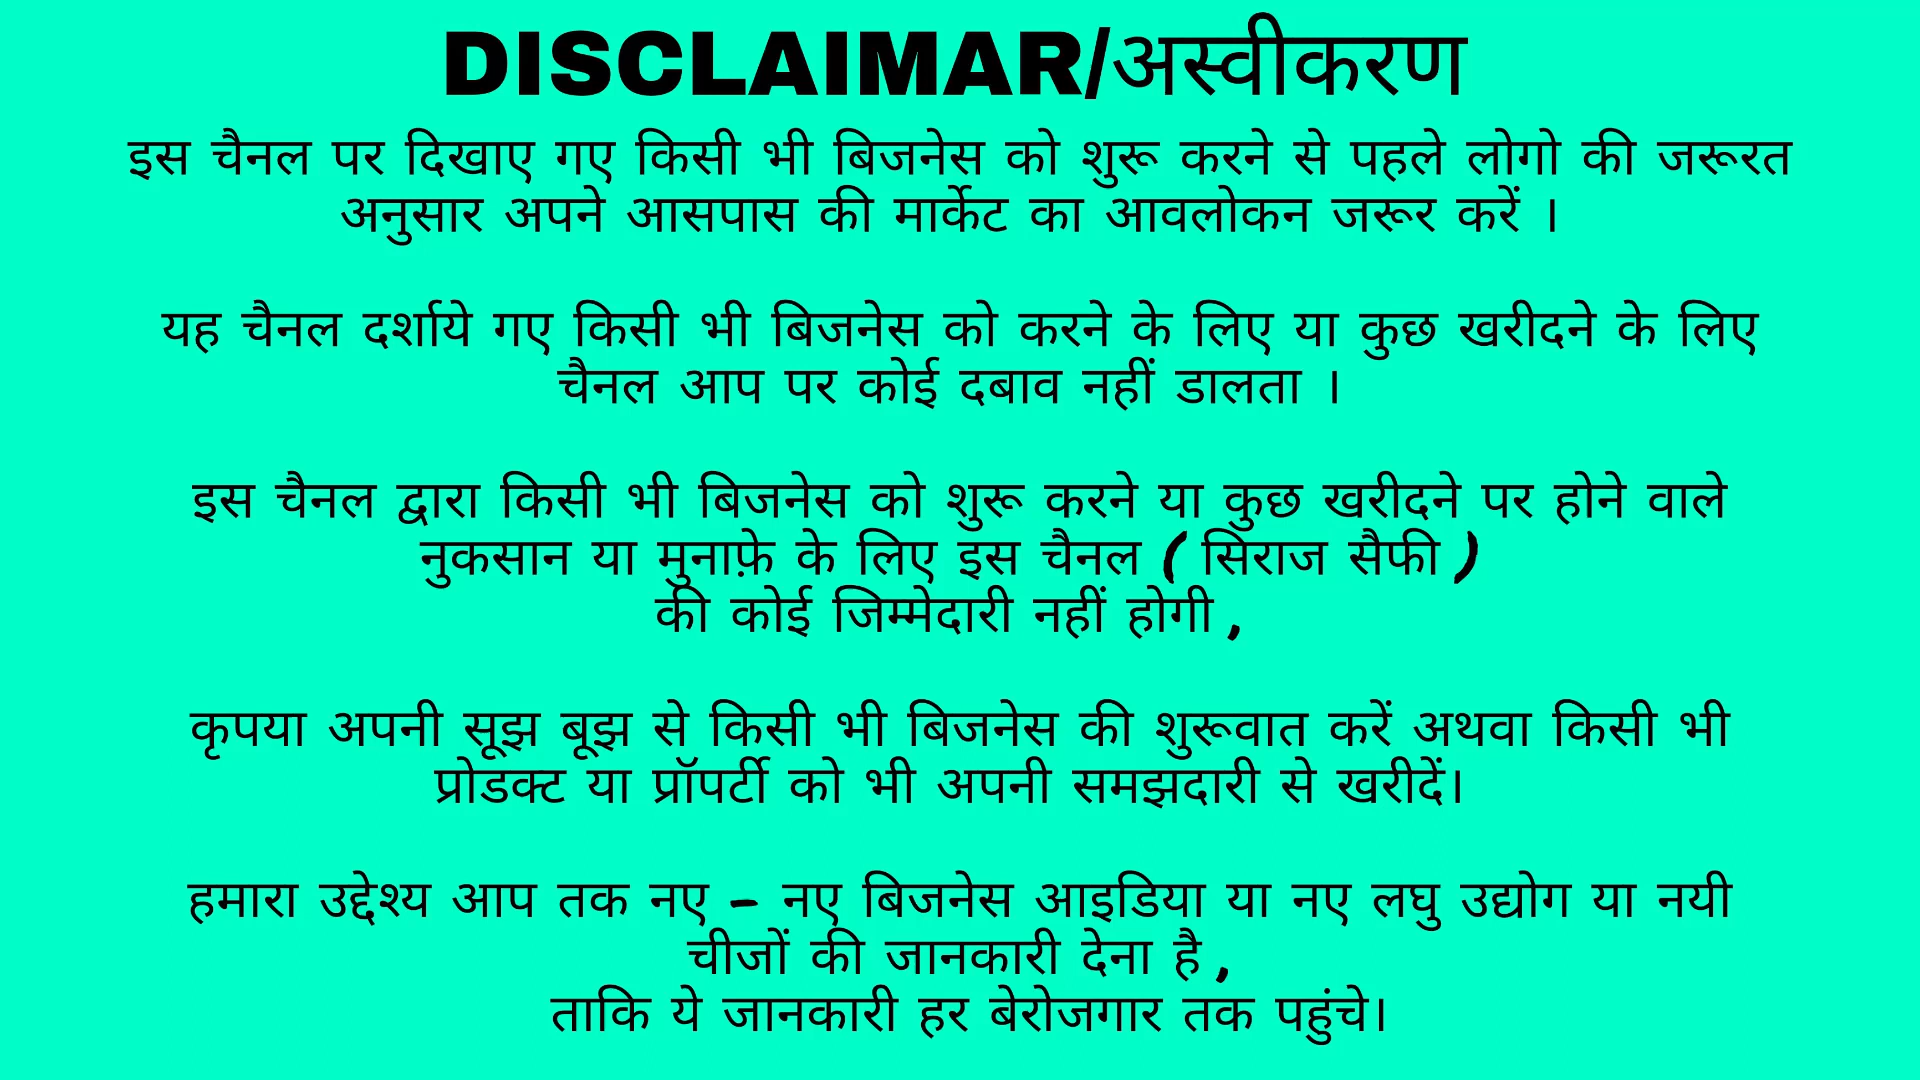 DISCLAIMAR/अस्वीकरण
इस चैनल पर दिखाए गए किसी भी बिजनेस को शुरू करने से पहले लोगो की जरूरत
अनुसार अपने आसपास की मार्केट का आवलोकन जरूर करें ।
यह चैनल दर्शाये गए किसी भी बिजनेस को करने के लिए या कुछ खरीदने के लिए
चैनल आप पर कोई दबाव नहीं डालता ।
इस चैनल द्वारा किसी भी बिजनेस को शुरू करने या कुछ खरीदने पर होने वाले
नुकसान या मुनाफ़े के लिए इस चैनल ( सिराज सैफी )
की कोई जिम्मेदारी नहीं होगी ,
कृपया अपनी सूझ बूझ से किसी भी बिजनेस की शुरूवात करें अथवा किसी भी
प्रोडक्ट या प्रॉपर्टी को भी अपनी समझदारी से खरीदें।
हमारा उद्देश्य आप तक नए - नए बिजनेस आइडिया या नए लघु उद्योग या नयी
चीजों की जानकारी देना है ,
ताकि ये जानकारी हर बेरोजगार तक पहुंचे।